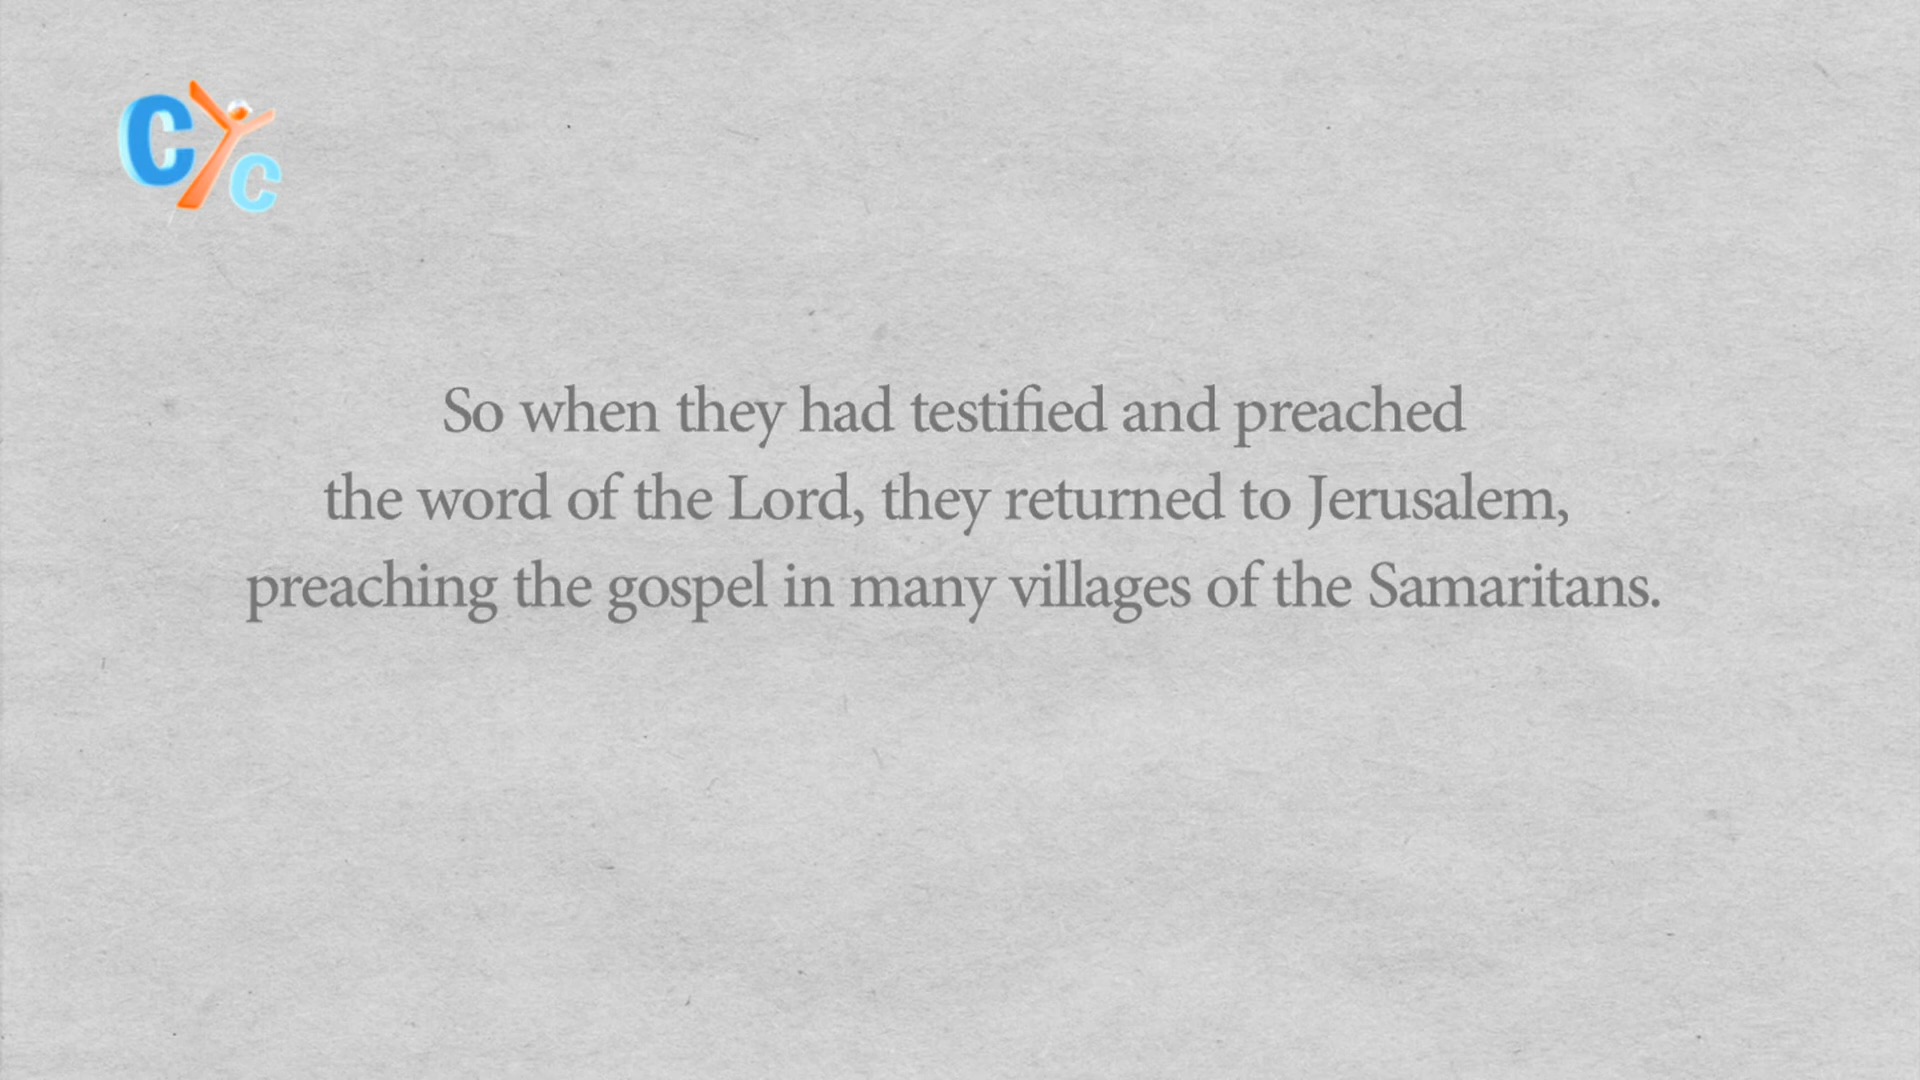 CYC
So when they had testified and preached
the word of the Lord, they returned to Jerusalem,
preaching the gospel in many villages of the Samaritans.